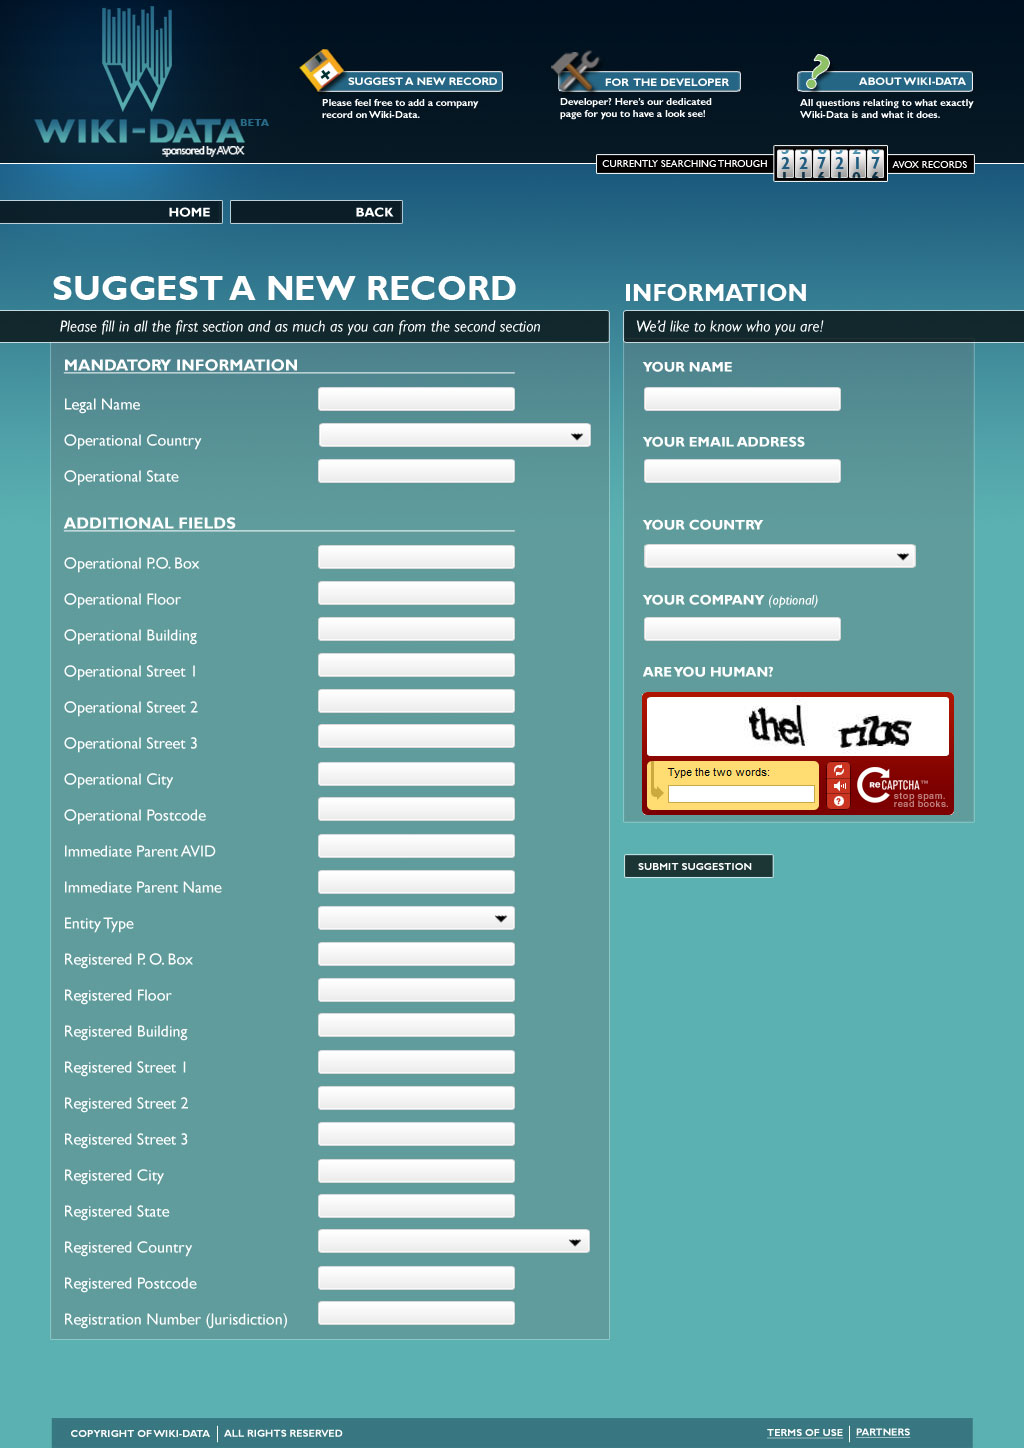 WIKI-DATA BETA
sponsored by AVOX
SUGGEST A NEW RECORD
Please feel free to add a company
record on Wiki-Data.
FOR THE DEVELOPER
Developer? Here's our dedicated
page for you to have a look see!
ABOUT WIKI-DATA
All questions relating to what exactly
Wiki-Data is and what it does.
CURRENTLY SEARCHING THROUGH
AVOX RECORDS
HOME
BACK
SUGGEST A NEW RECORD
Please fill in all the first section and as much as you can from the second section
MANDATORY INFORMATION
Legal Name
Operational Country
Operational State
ADDITIONAL FIELDS
Operational P.O. Box
Operational Floor
Operational Building
Operational Street 1
Operational Street 2
Operational Street 3
Operational City
Operational Postcode
Immediate Parent AVID
Immediate Parent Name
Entity Type
Registered P. O. Box
Registered Floor
Registered Building
Registered Street 1
Registered Street 2
Registered Street 3
Registered City
Registered State
Registered Country
Registered Postcode
Registration Number (Jurisdiction)
INFORMATION
We'd like to know who you are!
YOUR NAME
YOUR EMAIL ADDRESS
YOUR COUNTRY
YOUR COMPANY (optional)
ARE YOU HUMAN?
the ribs
Type the two words:
reCAPTCHA™
stop spam.
read books.
SUBMIT SUGGESTION
COPYRIGHT OF WIKI-DATA | ALL RIGHTS RESERVED
TERMS OF USE | PARTNERS